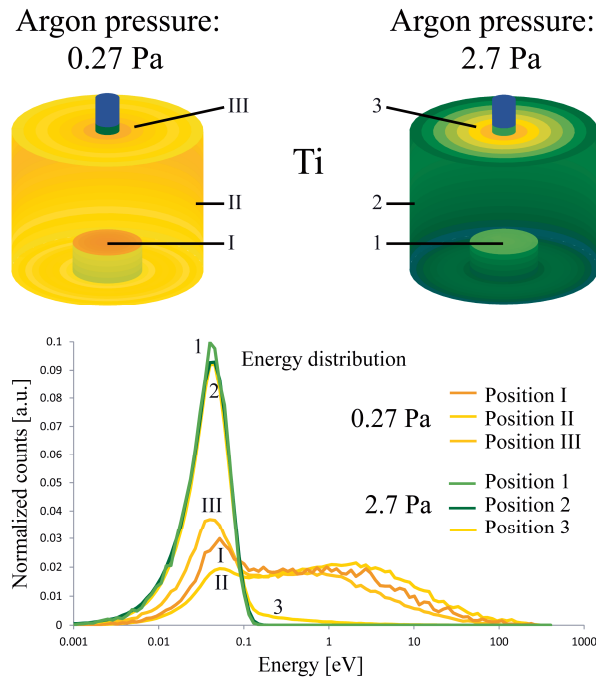 Argon pressure:
0.27 Pa
Argon pressure:
2.7 Pa
III
II
I
Ti
3
2
1
Energy distribution
1
2
III
I
II
3
0.27 Pa
Position I
Position II
Position III
2.7 Pa
Position 1
Position 2
Position 3
Normalized counts [a.u.]
0.1
0.09
0.08
0.07
0.06
0.05
0.04
0.03
0.02
0.01
0
0.001
0.01
0.1
1
10
100
1000
Energy [eV]